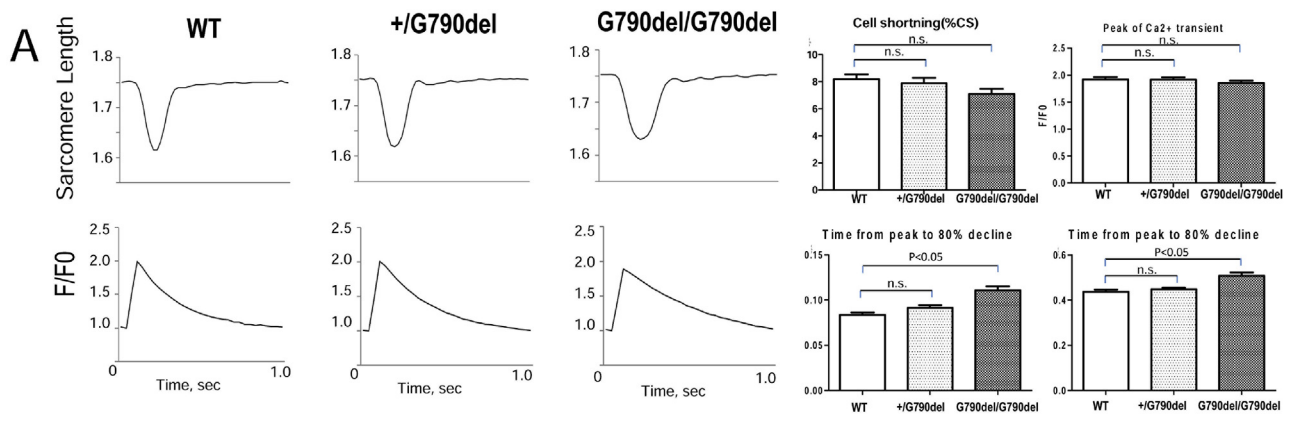 A
WT
+/G790del
G790del/G790del
Sarcomere Length
1.8
1.7
1.6
1.8
1.7
1.6
1.8
1.7
1.6
F/F0
2.5
2.0
1.5
1.0
0
1.0
Time, sec
2.5
2.0
1.5
1.0
0
1.0
Time, sec
2.5
2.0
1.5
1.0
0
1.0
Time, sec
Cell shortning(%CS)
n.s.
n.s.
10
8
6
4
2
0
WT
+/G790del
G790del/G790del
Peak of Ca2+ transient
n.s.
n.s.
F/F0
2.5
2.0
1.5
1.0
0.5
0.0
WT
+/G790del
G790del/G790del
Time from peak to 80% decline
P<0.05
n.s.
0.15
0.10
0.05
0.00
WT
+/G790del
G790del/G790del
Time from peak to 80% decline
P<0.05
n.s.
0.6
0.4
0.2
0.0
WT
+/G790del
G790del/G790del